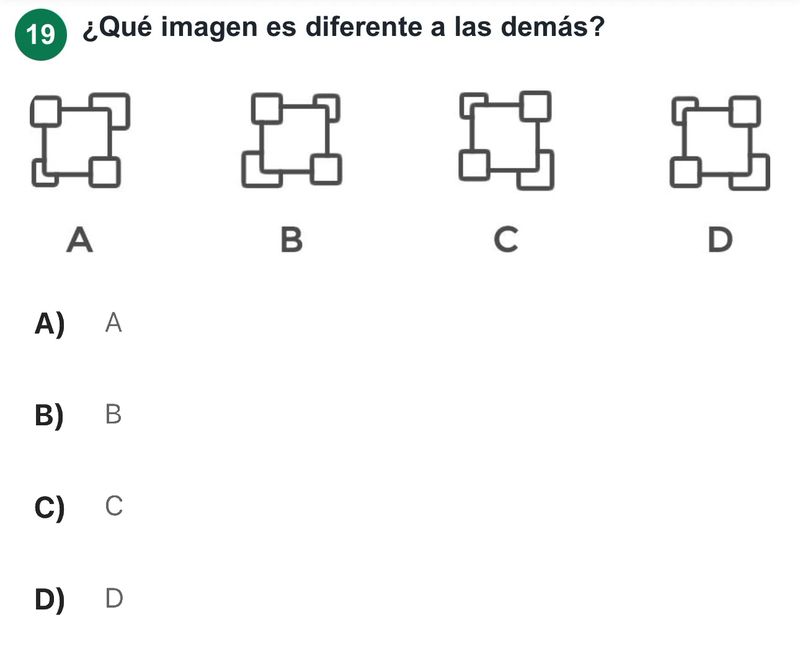 19 ¿Qué imagen es diferente a las demás?
A B C D
A) A
B) B
C) C
D) D